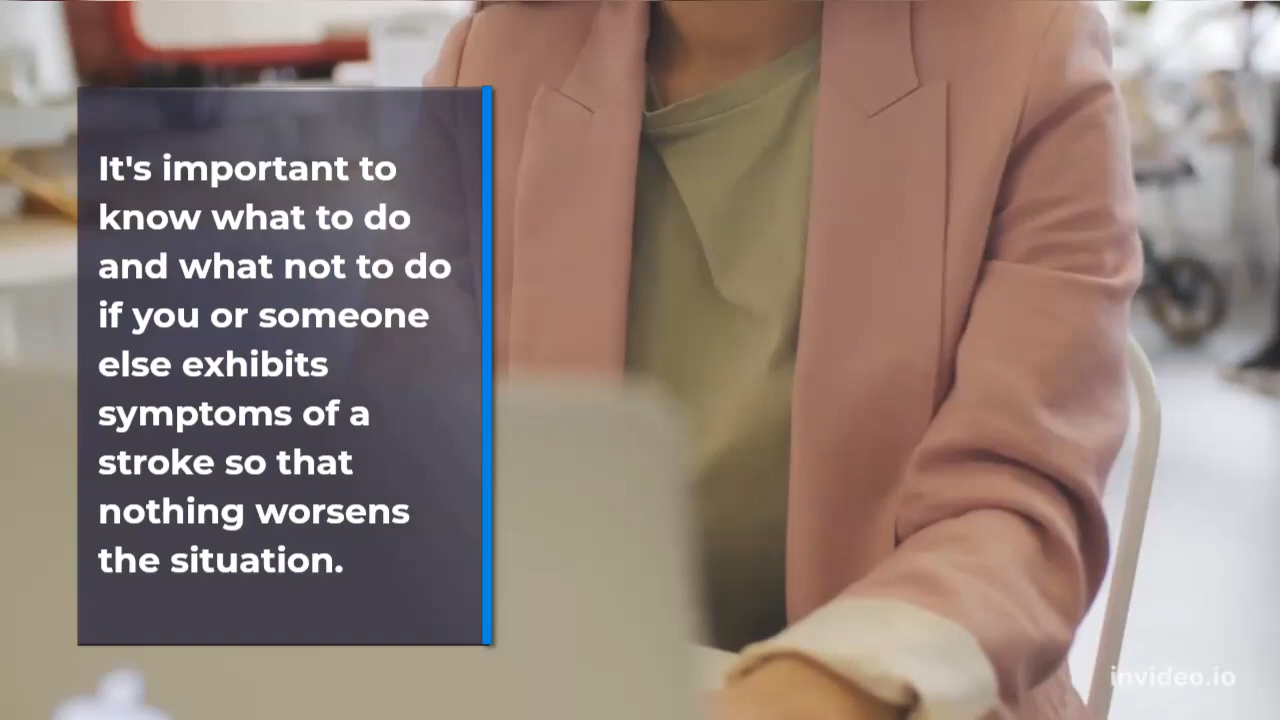 It's important to
know what to do
and what not to do
if you or someone
else exhibits
symptoms of a
stroke so that
nothing worsens
the situation.
invideo.io